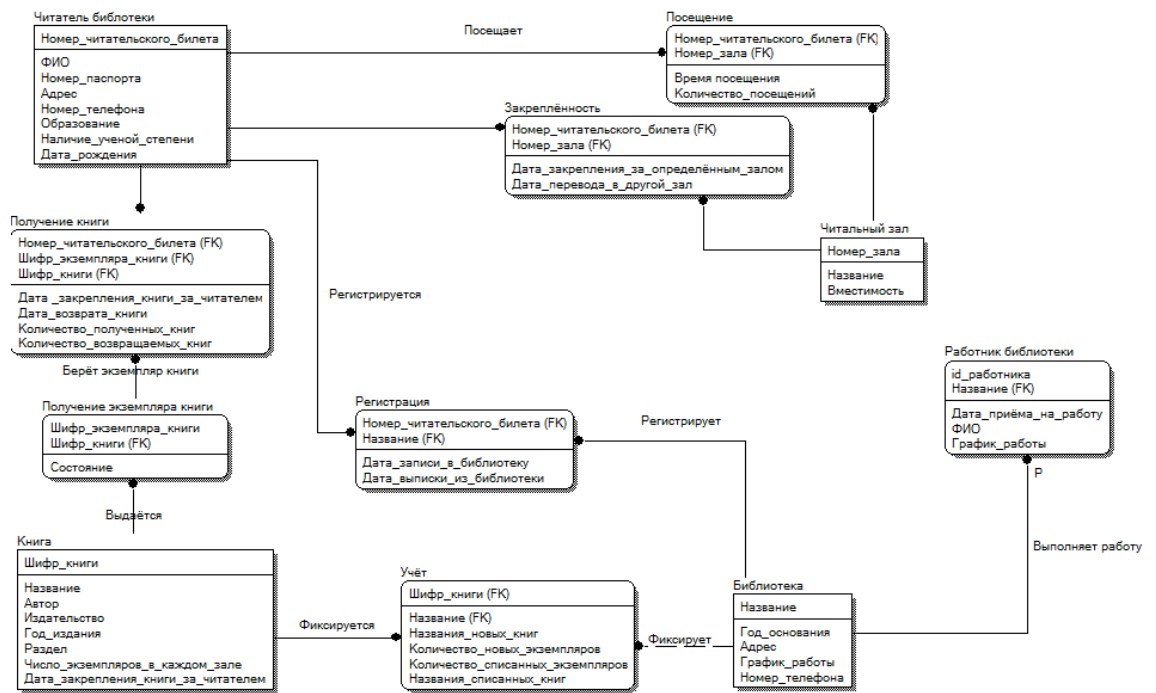 Читатель библотеки
Номер_читательского_билета
ФИО
Номер_паспорта
Адрес
Номер_телефона
Образование
Наличие_ученой_степени
Дата_рождения
Посещает
Посещение
Номер_читательского_билета (FK)
Номер_зала (FK)
Время посещения
Количество_посещений
Закреплённость
Номер_читательского_билета (FK)
Номер_зала (FK)
Дата_закрепления_за_определённым_залом
Дата_перевода_в_другой_зал
Читальный зал
Номер_зала
Название
Вместимость
Получение книги
Номер_читательского_билета (FK)
Шифр_экземпляра_книги (FK)
Шифр_книги (FK)
Дата _закрепления_книги_за_читателем
Дата_возврата_книги
Количество_полученных_книг
Количество_возвращаемых_книг
Регистрируется
Берёт экземпляр книги
Получение экземпляра книги
Шифр_экземпляра_книги
Шифр_книги (FK)
Состояние
Выдаётся
Регистрация
Номер_читательского_билета (FK)
Название (FK)
Дата_записи_в_библиотеку
Дата_выписки_из_библиотеки
Регистрирует
Работник библиотеки
id_работника
Название (FK)
Дата_приёма_на_работу
ФИО
График_работы
P
Выполняет работу
Книга
Шифр_книги
Название
Автор
Издательство
Год_издания
Раздел
Число_экземпляров_в_каждом_зале
Дата_закрепления_книги_за_читателем
Фиксируется
Учёт
Шифр_книги (FK)
Название (FK)
Названия_новых_книг
Количество_новых_экземпляров
Количество_списанных_экземпляров
Названия_списанных_книг
Фиксирует
Библиотека
Название
Год_основания
Адрес
График_работы
Номер_телефона